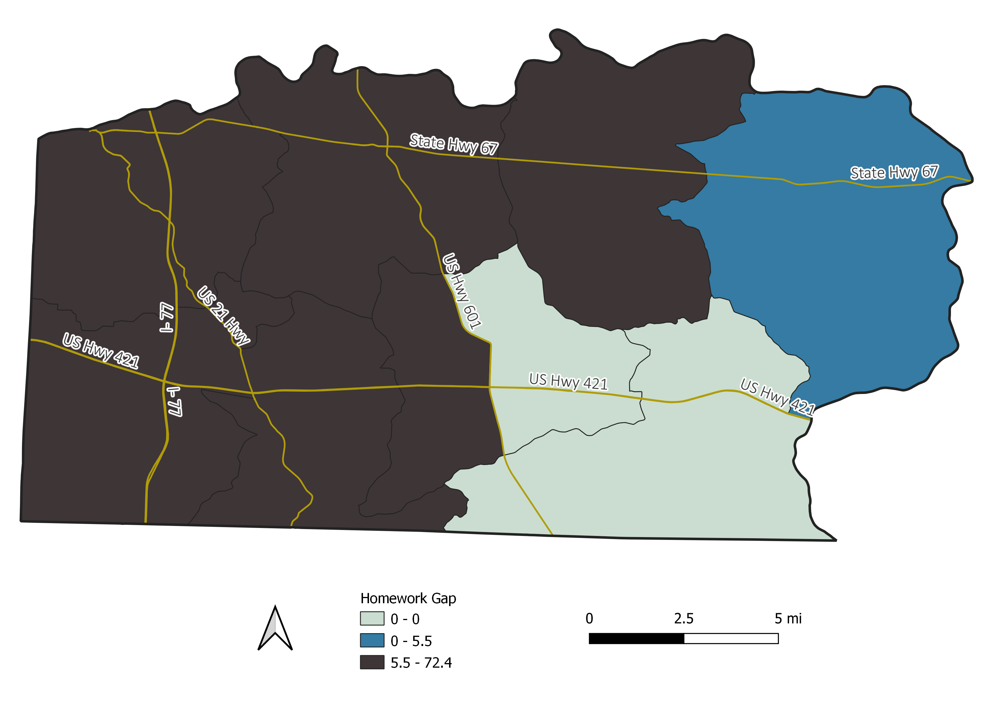 State Hwy 67
State Hwy 67
US Hwy 601
I-77
US 21 Hwy
US Hwy 421
US Hwy 421
US Hwy 421
I-77
Homework Gap
0 - 0
0 - 5.5
5.5 - 72.4
0 2.5 5 mi